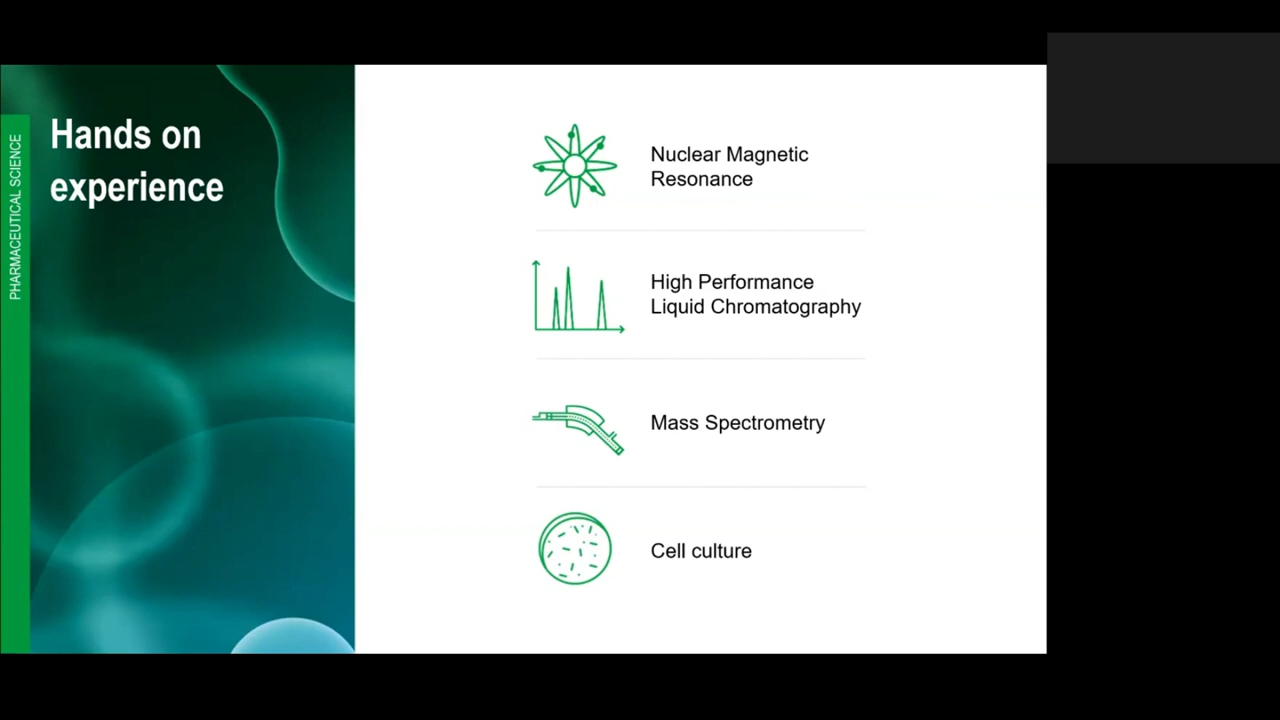 PHARMACEUTICAL SCIENCE
Hands on
experience
Nuclear Magnetic
Resonance
High Performance
Liquid Chromatography
Mass Spectrometry
Cell culture